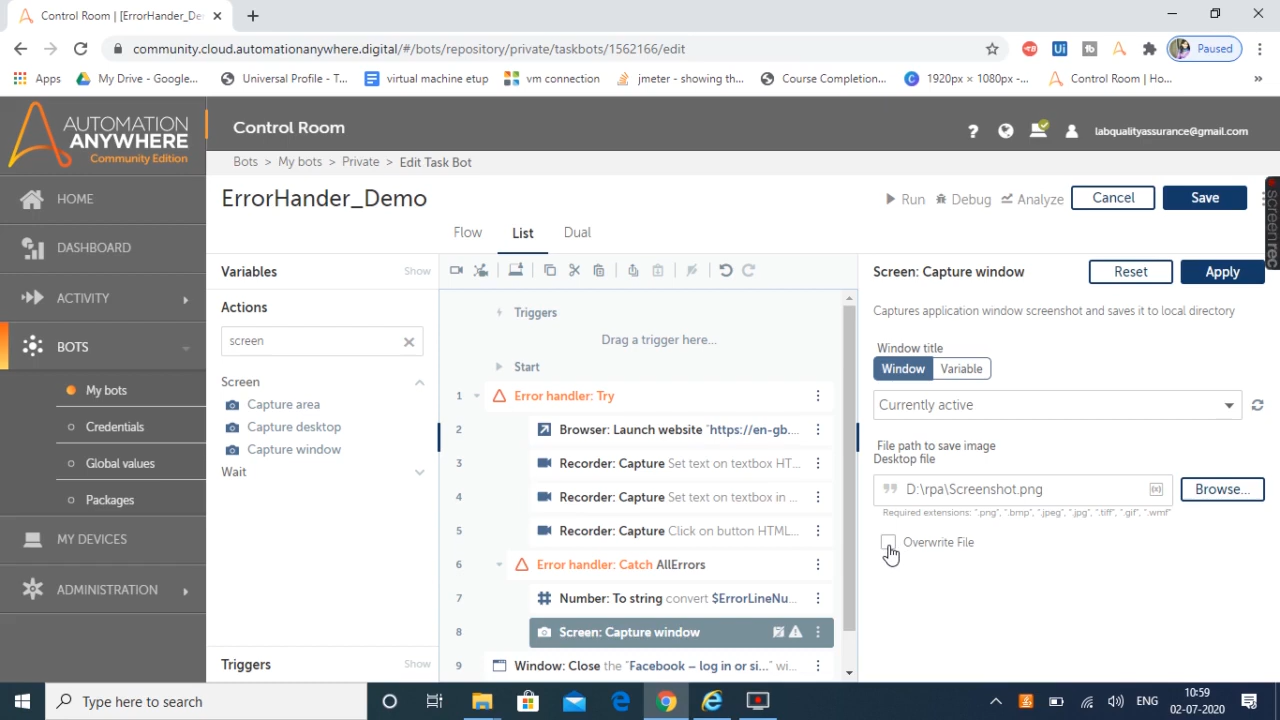 Control Room | [ErrorHander_De
community.cloud.automationanywhere.digital/#/bots/repository/private/taskbots/1562166/edit
Paused
Apps
My Drive - Google...
Universal Profile - T...
virtual machine etup
vm connection
jmeter - showing th...
Course Completion...
1920px × 1080px –...
Control Room | Ho...
AUTOMATION
ANYWHERE
Community Edition
Control Room
labqualityassurance@gmail.com
Bots > My bots > Private > Edit Task Bot
HOME
DASHBOARD
ACTIVITY
BOTS
My bots
Credentials
Global values
Packages
MY DEVICES
ADMINISTRATION
ErrorHander_Demo
Run
Debug
Analyze
Cancel
Save
Flow
List
Dual
Variables
Show
Actions
screen
Screen
Capture area
Capture desktop
Capture window
Wait
Triggers
Show
Triggers
Drag a trigger here...
Start
1 Error handler: Try
2 Browser: Launch website "https://en-gb....
3 Recorder: Capture Set text on textbox HT...
4 Recorder: Capture Set text on textbox in ...
5 Recorder: Capture Click on button HTML...
6 Error handler: Catch AllErrors
7 Number: To string convert $ErrorLineNu...
8 Screen: Capture window
9 Window: Close the "Facebook – log in or si..." wi...
Screen: Capture window
Reset
Apply
Captures application window screenshot and saves it to local directory
Window title
Window
Variable
Currently active
File path to save image
Desktop file
D:\rpa\Screenshot.png
(x)
Browse...
Required extensions: ".png", ".bmp", ".jpeg", ".jpg", ".tiff", ".gif", ".wmf"
Overwrite File
screenrec
Type here to search
ENG
10:59
02-07-2020